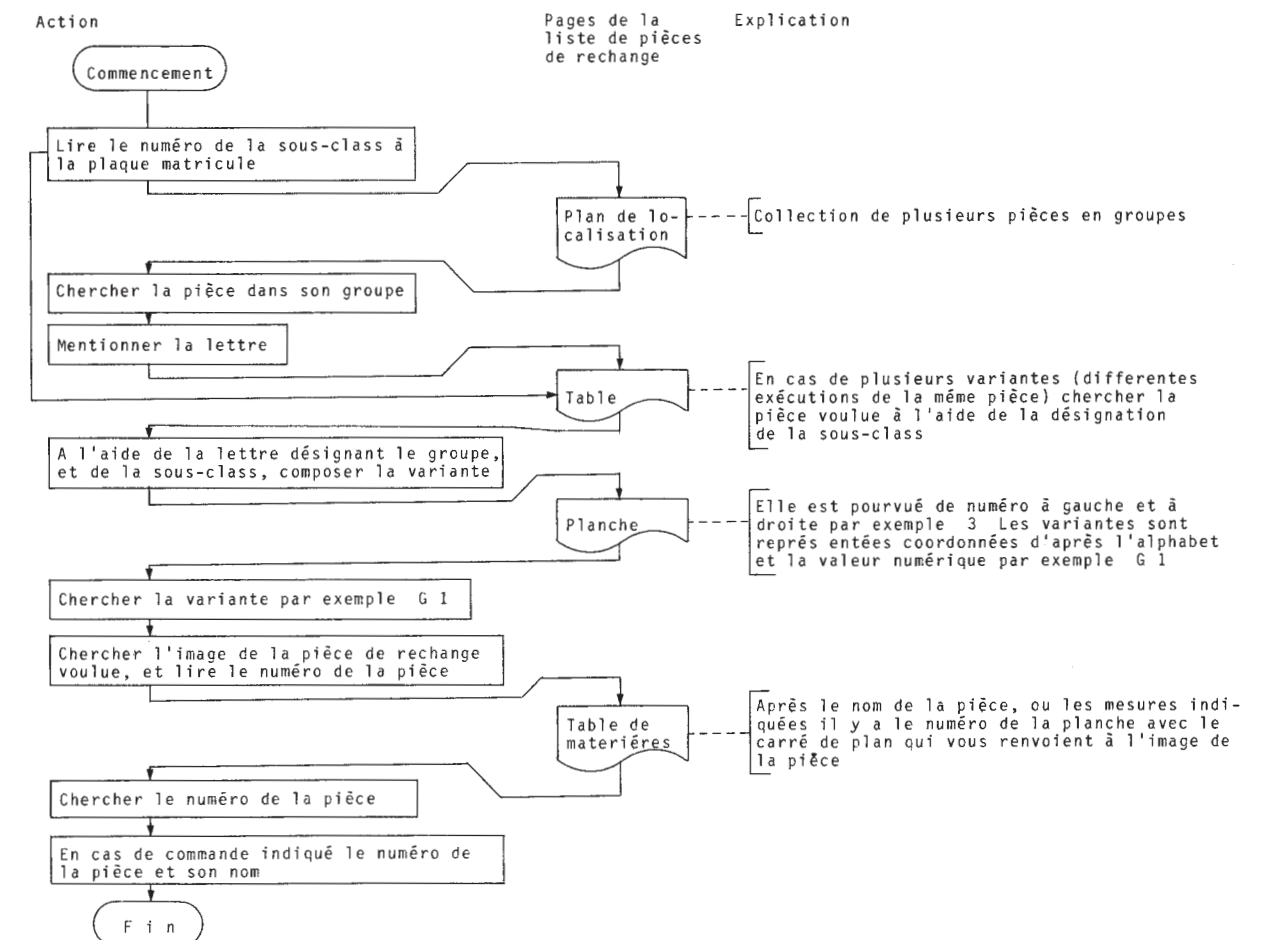 Action
Pages de la
liste de pièces
de rechange
Explication
Commencement
Lire le numéro de la sous-class à
la plaque matricule
Plan de lo-
calisation
Collection de plusieurs pièces en groupes
Chercher la pièce dans son groupe
Mentionner la lettre
Table
En cas de plusieurs variantes (differentes
exécutions de la méme pièce) chercher la
pièce voulue à l'aide de la désignation
de la sous-class
A l'aide de la lettre désignant le groupe,
et de la sous-class, composer la variante
Planche
Elle est pourvué de numéro à gauche et à
droite par exemple 3 Les variantes sont
représ entées coordonnées d'après l'alphabet
et la valeur numérique par exemple G 1
Chercher la variante par exemple G 1
Chercher l'image de la pièce de rechange
voulue, et lire le numéro de la pièce
Table de
materiéres
Après le nom de la pièce, ou les mesures indi-
quées il y a le numéro de la planche avec le
carré de plan qui vous renvoient à l'image de
la pièce
Chercher le numéro de la pièce
En cas de commande indiqué le numéro de
la pièce et son nom
F i n